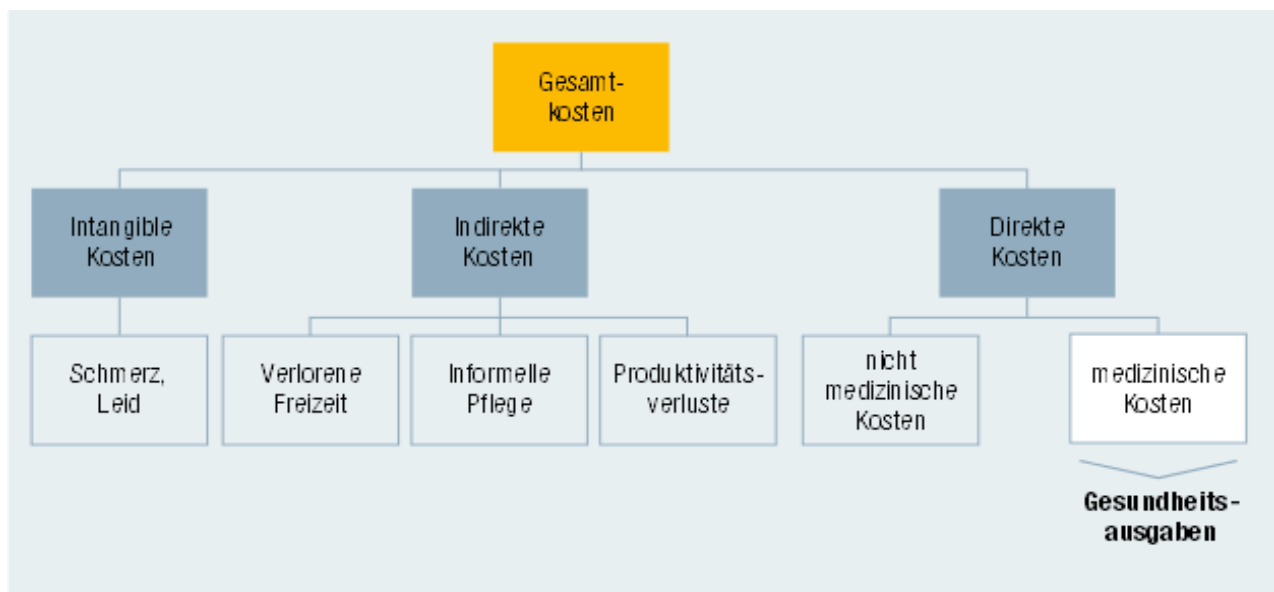 Gesamt-
kosten
Intangible
Kosten
Indirekte
Kosten
Direkte
Kosten
Schmerz,
Leid
Verlorene
Freizeit
Informelle
Pflege
Produktivitäts-
verluste
nicht
medizinische
Kosten
medizinische
Kosten
Gesundheits-
ausgaben